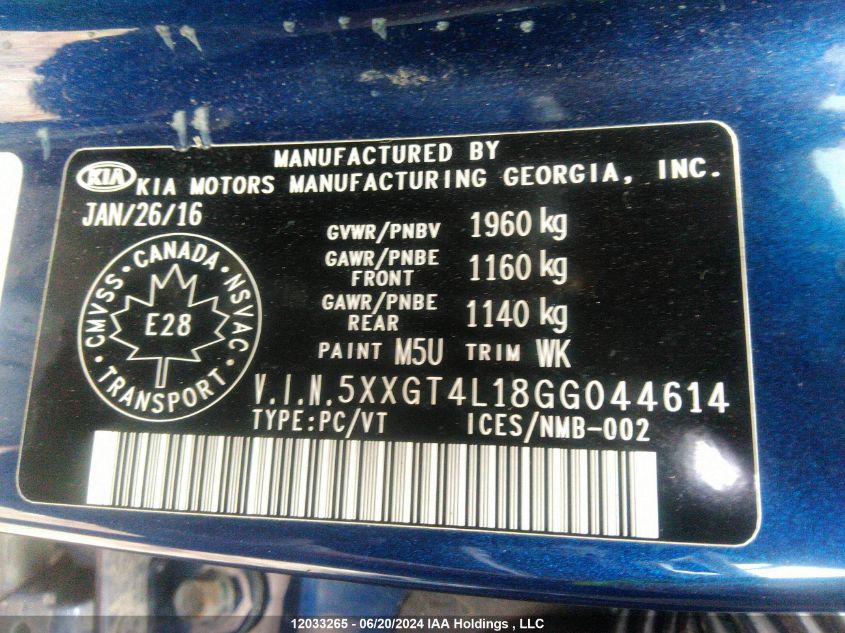 MANUFACTURED BY
KIA KIA MOTORS MANUFACTURING GEORGIA, INC.
JAN/26/16
GVWR/PNBV 1960 kg
GAWR/PNBE FRONT 1160 kg
GAWR/PNBE REAR 1140 kg
PAINT M5U TRIM WK
CMVSS • CANADA • NSVAC • TRANSPORT •
E28
V.I.N.5XXGT4L18GG044614
TYPE:PC/VT ICES/NMB-002
12033265 - 06/20/2024 IAA Holdings, LLC